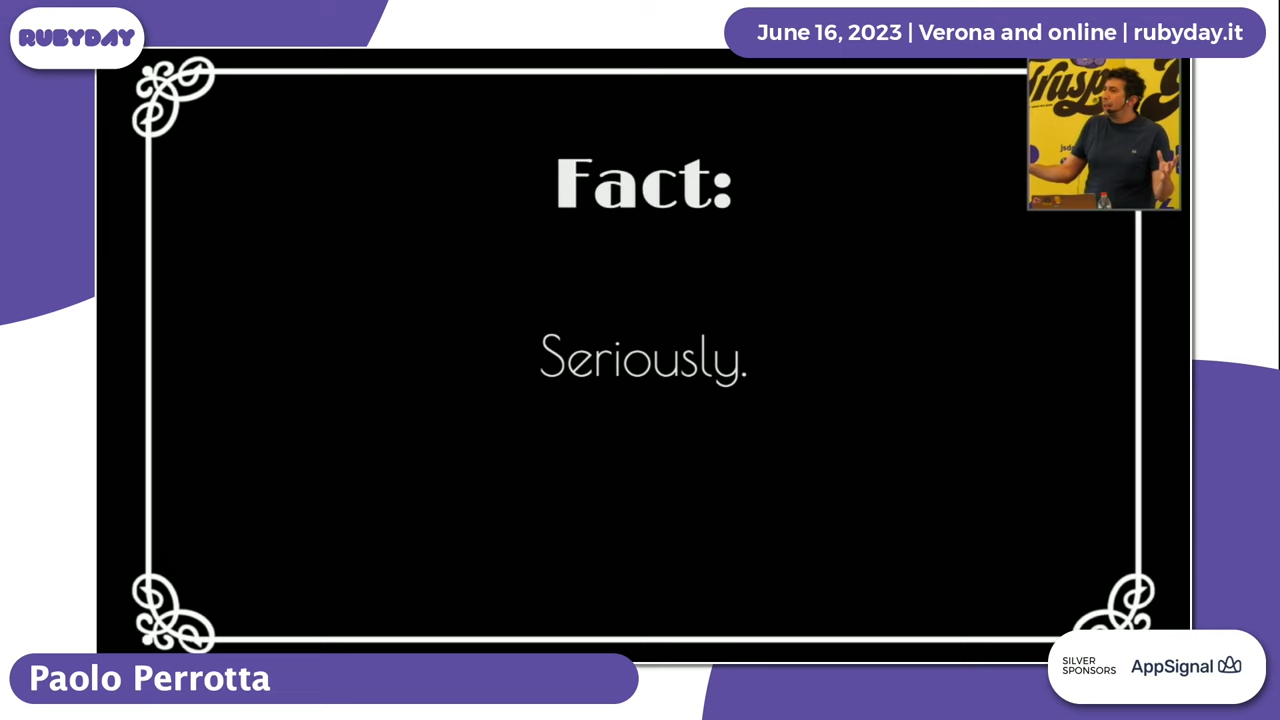 RUBYDAY
June 16, 2023 | Verona and online | rubyday.it
Fact:
Seriously.
Paolo Perrotta
SILVER
SPONSORS
AppSignal